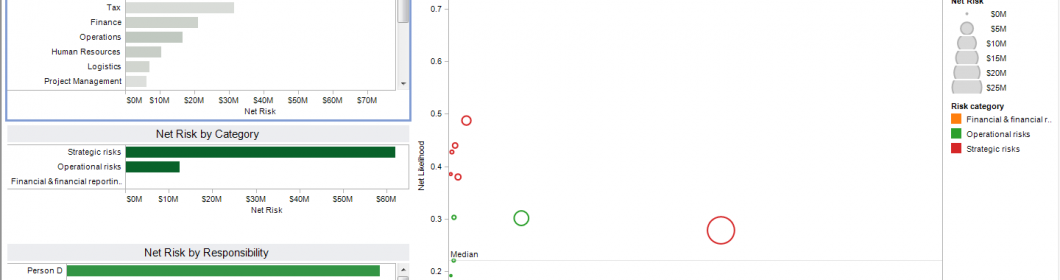 Tax
Finance
Operations
Human Resources
Logistics
Project Management
$0M $10M $20M $30M $40M $50M $60M $70M
Net Risk
Net Risk by Category
Strategic risks
Operational risks
Financial & financial reportin..
$0M $10M $20M $30M $40M $50M $60M
Net Risk
Net Risk by Responsibility
Person D
0.7
0.6
0.5
0.4
0.3
0.2
Net Likelihood
Median
Net Risk
$0M
$5M
$10M
$15M
$20M
$25M
Risk category
Financial & financial r..
Operational risks
Strategic risks